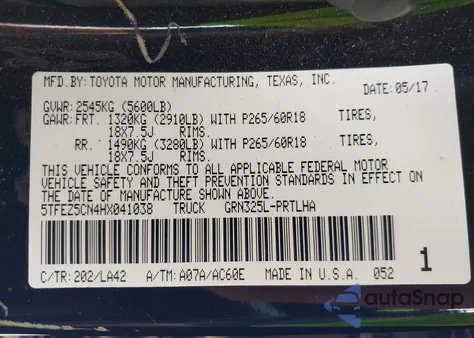 MFD.BY:TOYOTA MOTOR MANUFACTURING, TEXAS, INC.
DATE:05/17
GVWR:2545KG (5600LB)
GAWR:FRT. 1320KG (2910LB) WITH P265/60R18 TIRES,
18X7.5J RIMS.
RR. 1490KG (3280LB) WITH P265/60R18 TIRES,
18X7.5J RIMS.
THIS VEHICLE CONFORMS TO ALL APPLICABLE FEDERAL MOTOR
VEHICLE SAFETY AND THEFT PREVENTION STANDARDS IN EFFECT ON
THE DATE OF MANUFACTURE SHOWN ABOVE.
5TFEZ5CN4HX041038 TRUCK GRN325L-PRTLHA
C/TR:202/LA42 A/TM:A07A/AC60E MADE IN U.S.A. 052 1
autoSnap